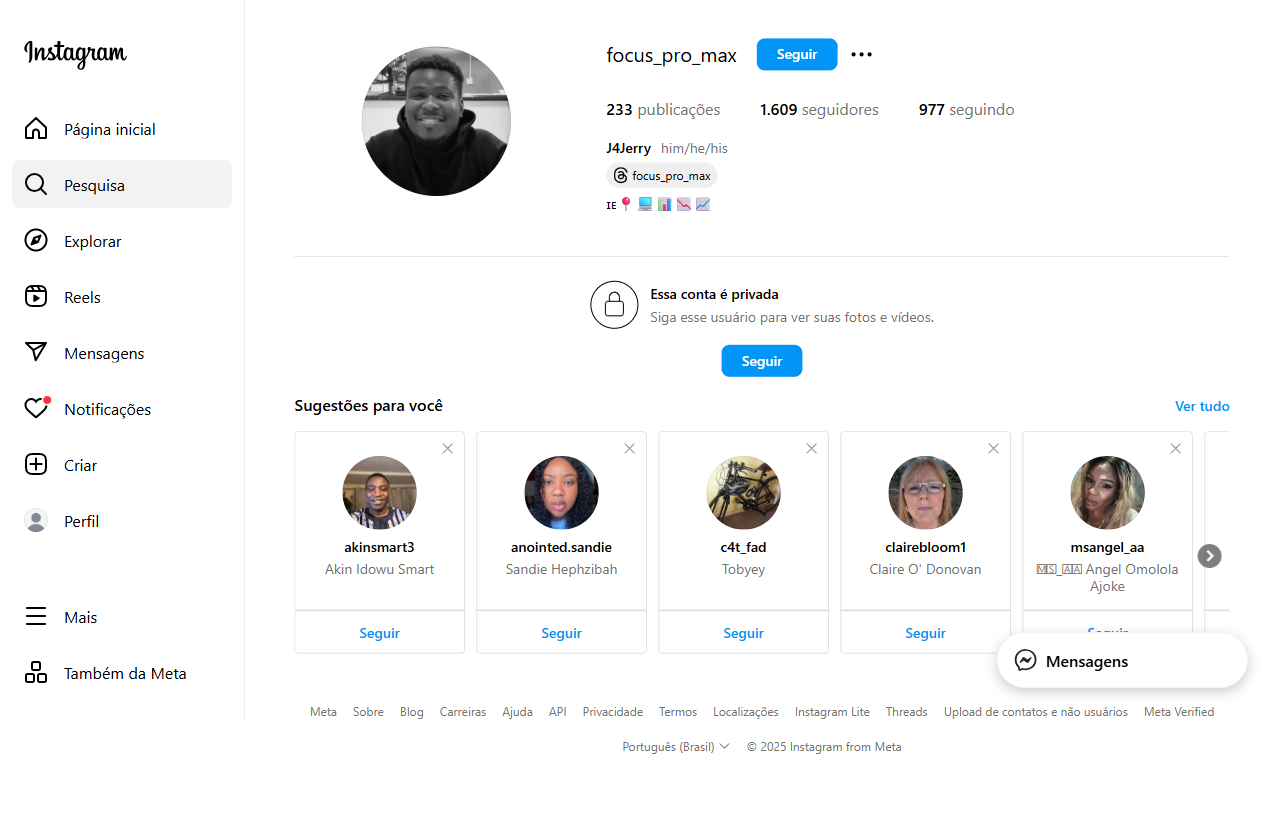 Instagram
Página inicial
Pesquisa
Explorar
Reels
Mensagens
Notificações
Criar
Perfil
Mais
Também da Meta
focus_pro_max
Seguir
233 publicações 1.609 seguidores 977 seguindo
J4Jerry him/he/his
focus_pro_max
IE📍 💻 📊 📉 📈
Essa conta é privada
Siga esse usuário para ver suas fotos e vídeos.
Seguir
Sugestões para você
Ver tudo
akinsmart3
Akin Idowu Smart
Seguir
anointed.sandie
Sandie Hephzibah
Seguir
c4t_fad
Tobyey
Seguir
clairebloom1
Claire O' Donovan
Seguir
msangel_aa
Angel Omolola
Ajoke
Seguir
Mensagens
Meta Sobre Blog Carreiras Ajuda API Privacidade Termos Localizações Instagram Lite Threads Upload de contatos e não usuários Meta Verified
Português (Brasil) © 2025 Instagram from Meta